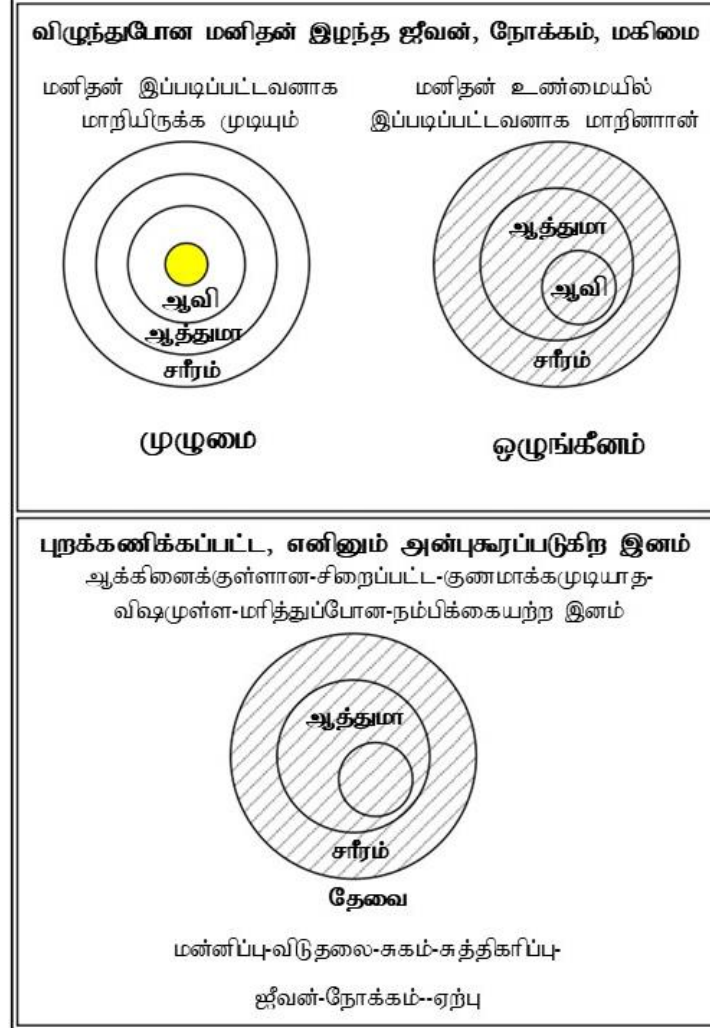 விழுந்துபோன மனிதன் இழந்த ஜீவன், நோக்கம், மகிமை
மனிதன் இப்படிப்பட்டவனாக
மாறியிருக்க முடியும்
ஆவி
ஆத்துமா
சரீரம்
முழுமை
மனிதன் உண்மையில்
இப்படிப்பட்டவனாக மாறினாான்
ஆத்துமா
ஆவி
சரீரம்
ஒழுங்கீனம்
புறக்கணிக்கப்பட்ட, எனினும் அன்புகூரப்படுகிற இனம்
ஆக்கினைக்குள்ளான-சிறைப்பட்ட-குணமாக்கமுடியாத-
விஷமுள்ள-மரித்துப்போன-நம்பிக்கையற்ற இனம்
ஆத்துமா
சரீரம்
தேவை
மன்னிப்பு-விடுதலை-சுகம்-சுத்திகரிப்பு-
ஜீவன்-நோக்கம்--ஏற்பு